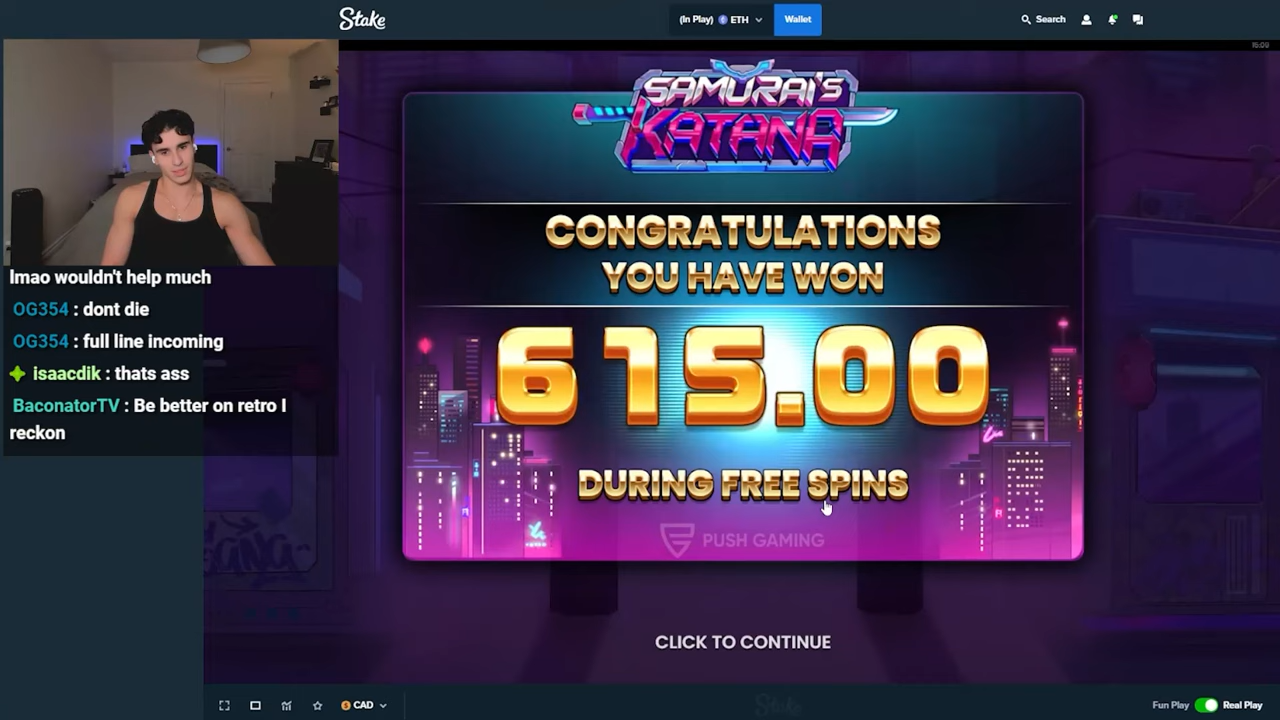 Stake
(In Play) ETH
Wallet
Search
SAMURAI'S
KATANA
CONGRATULATIONS
YOU HAVE WON
615.00
DURING FREE SPINS
PUSH GAMING
CLICK TO CONTINUE
lmao wouldn't help much
OG354 : dont die
OG354 : full line incoming
isaacdik : thats ass
BaconatorTV : Be better on retro I
reckon
CAD
Stake
Fun Play
Real Play